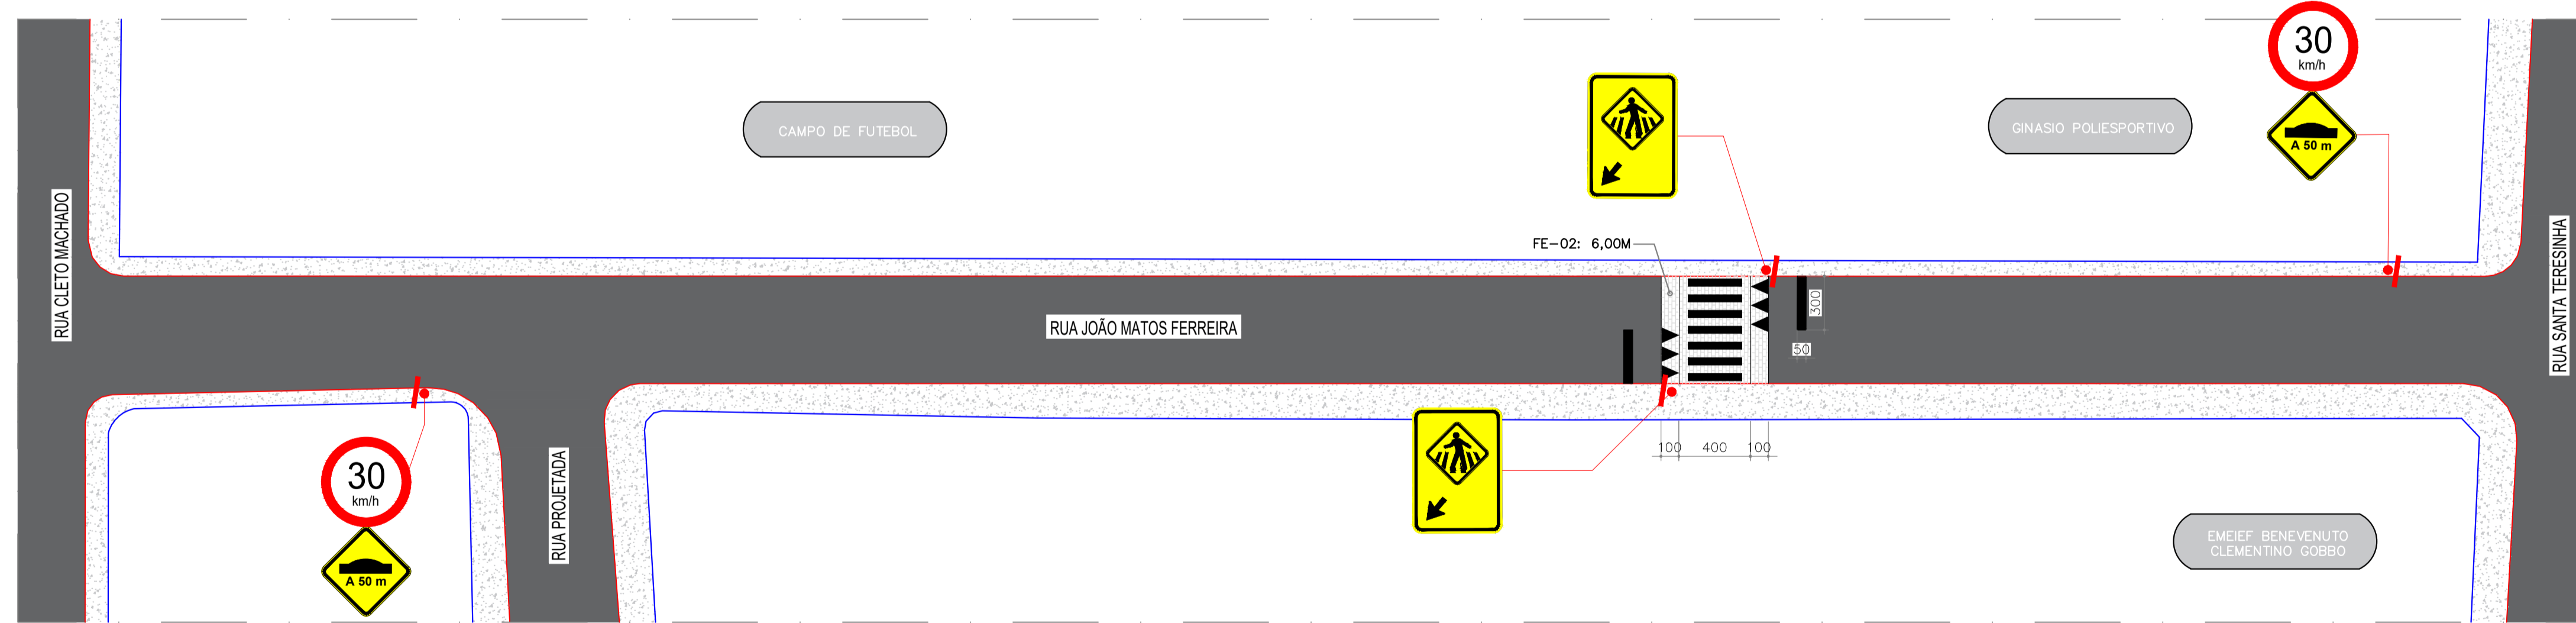 30
km/h
A 50 m
CAMPO DE FUTEBOL
GINASIO POLIESPORTIVO
RUA CLETO MACHADO
RUA SANTA TERESINHA
FE-02: 6,00M
300
RUA JOÃO MATOS FERREIRA
50
100 400 100
RUA PROJETADA
30
km/h
A 50 m
EMEIEF BENEVENUTO
CLEMENTINO GOBBO